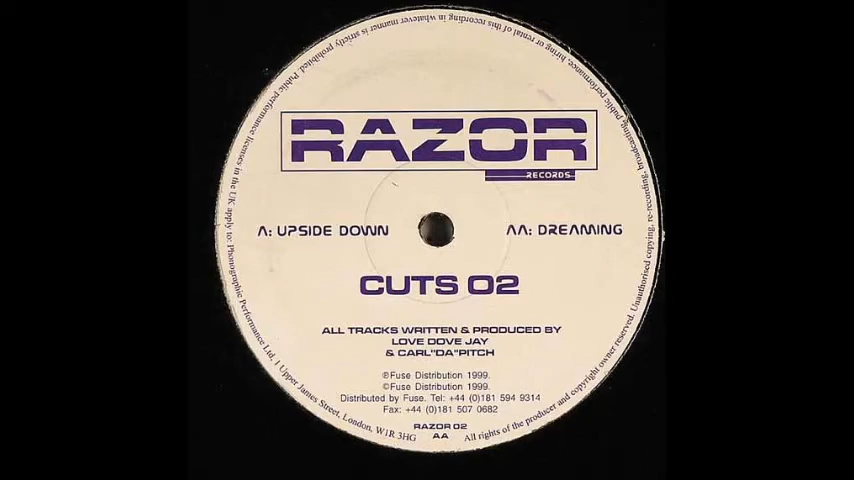 RAZOR
RECORDS
A: UPSIDE DOWN
AA: DREAMING
CUTS 02
ALL TRACKS WRITTEN & PRODUCED BY
LOVE DOVE JAY
& CARL"DA"PITCH
℗Fuse Distribution 1999.
©Fuse Distribution 1999.
Distributed by Fuse. Tel: +44 (0)181 594 9314
Fax: +44 (0)181 507 0682
RAZOR 02
AA
All rights of the producer and copyright owner reserved. Unauthorised copying, re-recording, broadcasting, public performance, hiring or rental of this recording in whatever manner is strictly prohibited. Public performance licenses in the UK apply to: Phonographic Performance Ltd, 1 Upper James Street, London, W1R 3HG